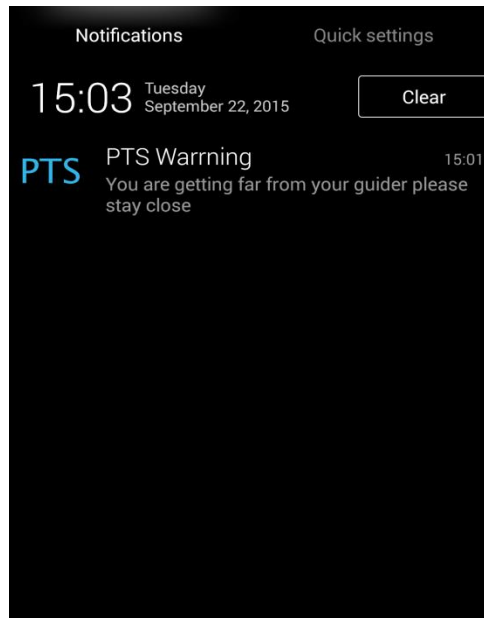 Notifications
Quick settings
15:03
Tuesday
September 22, 2015
Clear
PTS
PTS Warrning
15:01
You are getting far from your guider please
stay close